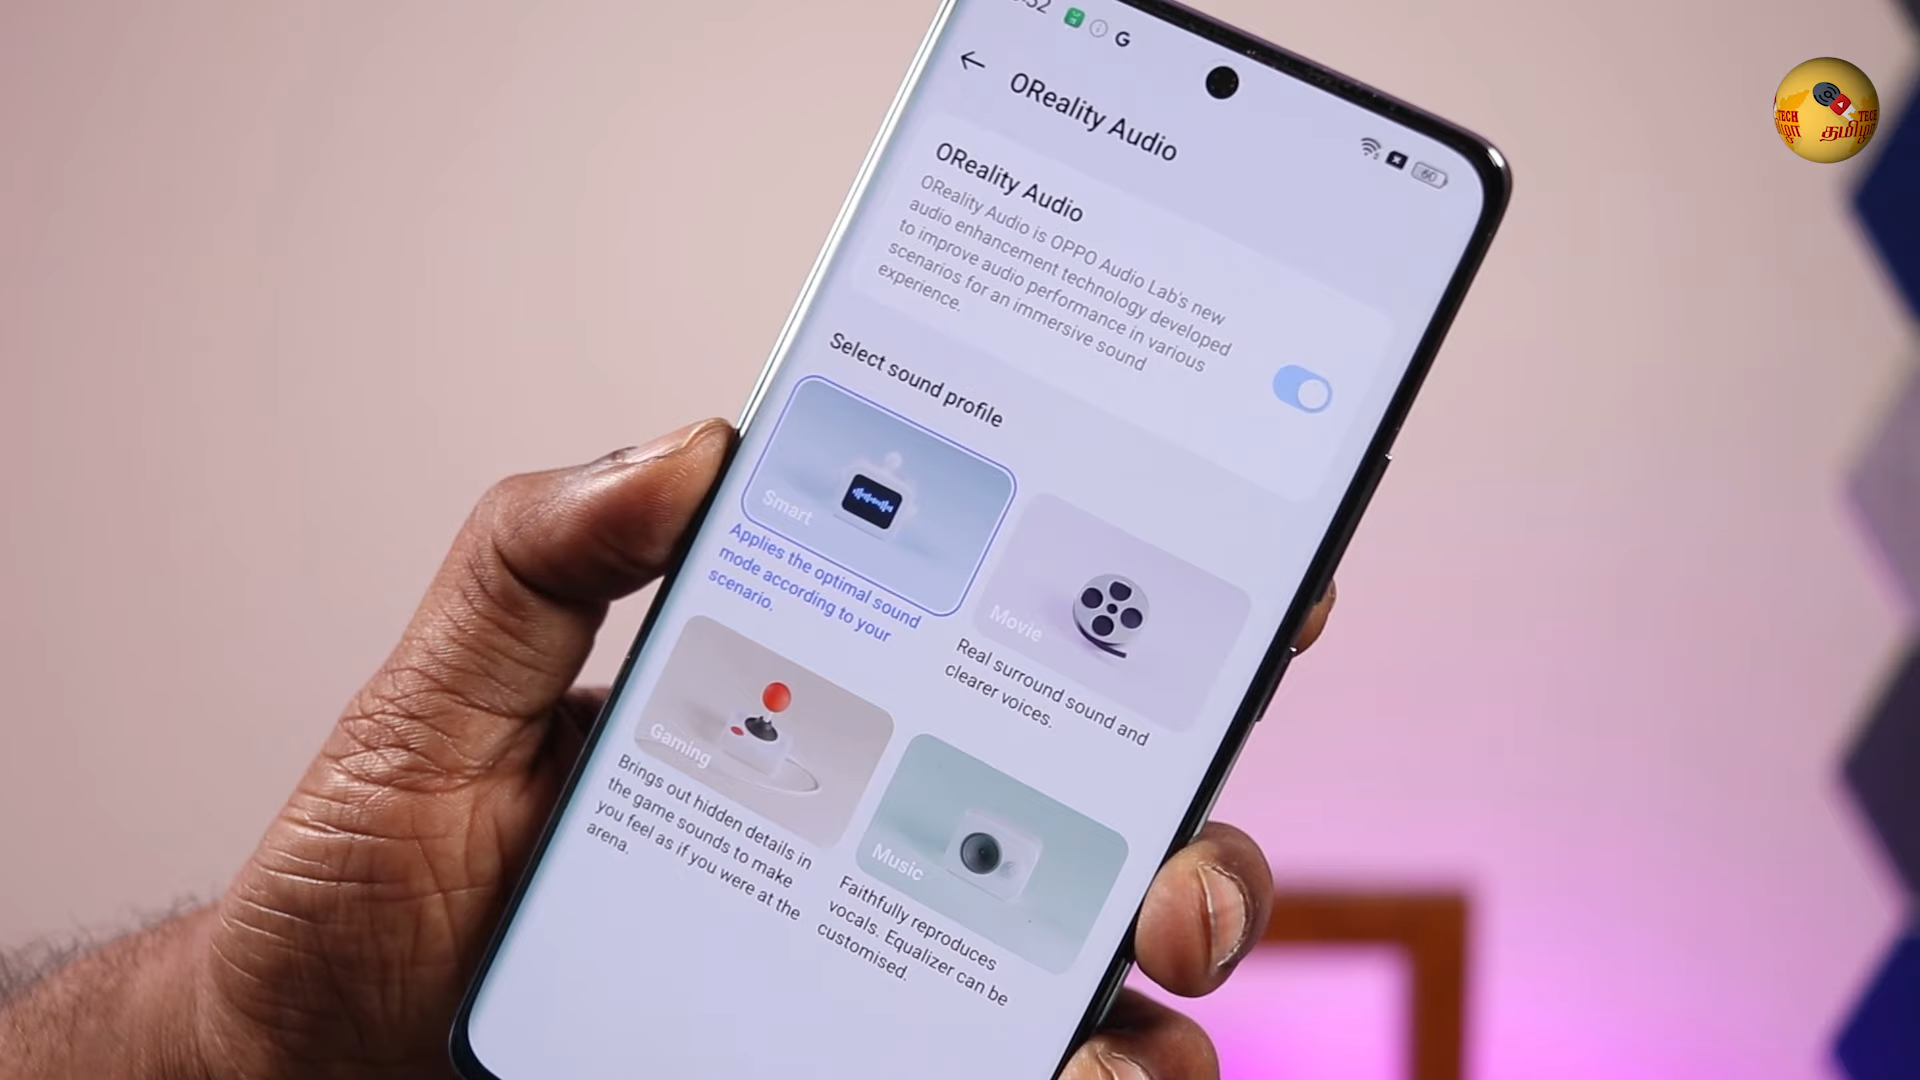 G
60
OReality Audio
OReality Audio
OReality Audio is OPPO Audio Lab's new
audio enhancement technology developed
to improve audio performance in various
scenarios for an immersive sound
experience.
Select sound profile
Smart
Applies the optimal sound
mode according to your
scenario.
Movie
Real surround sound and
clearer voices.
Gaming
Brings out hidden details in
the game sounds to make
you feel as if you were at the
arena.
Music
Faithfully reproduces
vocals. Equalizer can be
customised.
TECH
தமிழா